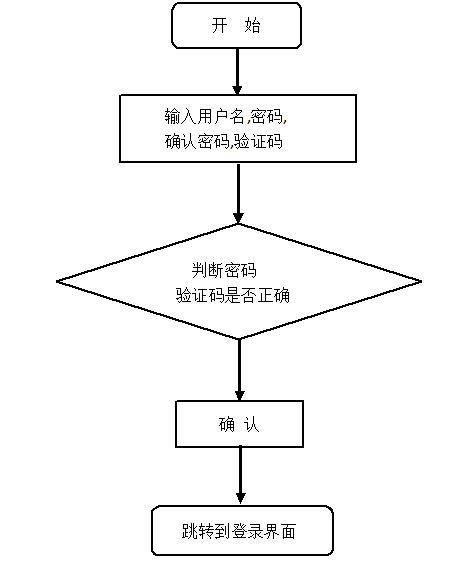 开 始
输入用户名,密码,
确认密码,验证码
判断密码
验证码是否正确
确 认
跳转到登录界面